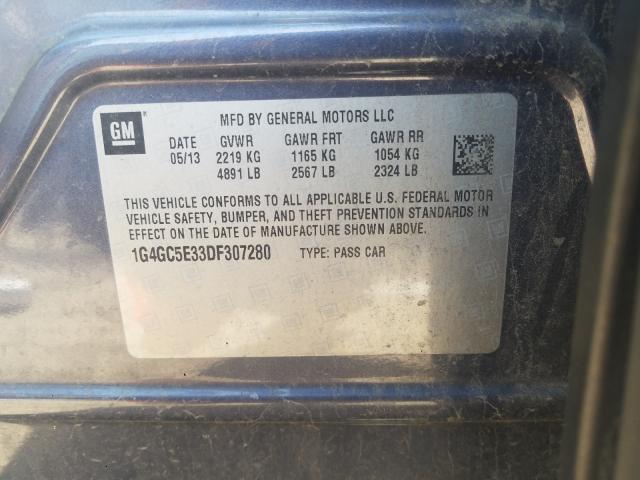 GM
MFD BY GENERAL MOTORS LLC
DATE GVWR GAWR FRT GAWR RR
05/13 2219 KG 1165 KG 1054 KG
4891 LB 2567 LB 2324 LB
THIS VEHICLE CONFORMS TO ALL APPLICABLE U.S. FEDERAL MOTOR
VEHICLE SAFETY, BUMPER, AND THEFT PREVENTION STANDARDS IN
EFFECT ON THE DATE OF MANUFACTURE SHOWN ABOVE.
1G4GC5E33DF307280 TYPE: PASS CAR